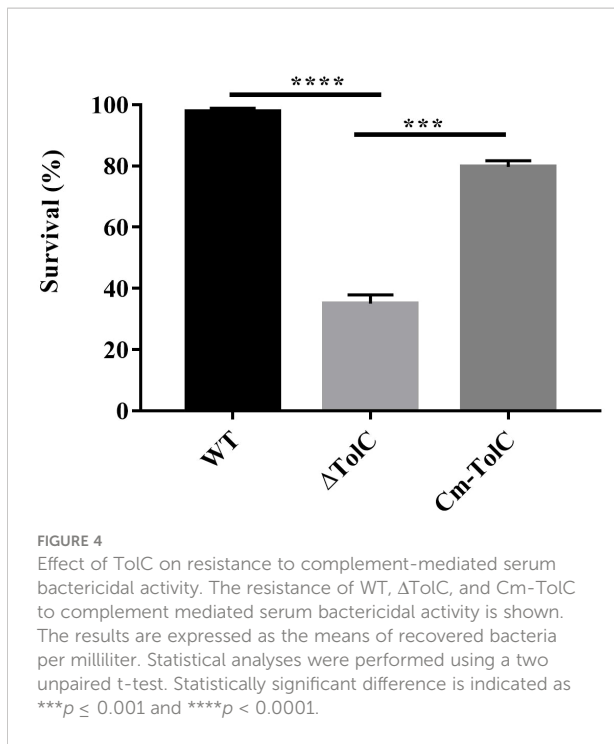 ****
***
100
80
60
40
20
0
Survival (%)
WT
ΔTolC
Cm-TolC
FIGURE 4
Effect of TolC on resistance to complement-mediated serum
bactericidal activity. The resistance of WT, ΔTolC, and Cm-TolC
to complement mediated serum bactericidal activity is shown.
The results are expressed as the means of recovered bacteria
per milliliter. Statistical analyses were performed using a two
unpaired t-test. Statistically significant difference is indicated as
***p ≤ 0.001 and ****p < 0.0001.